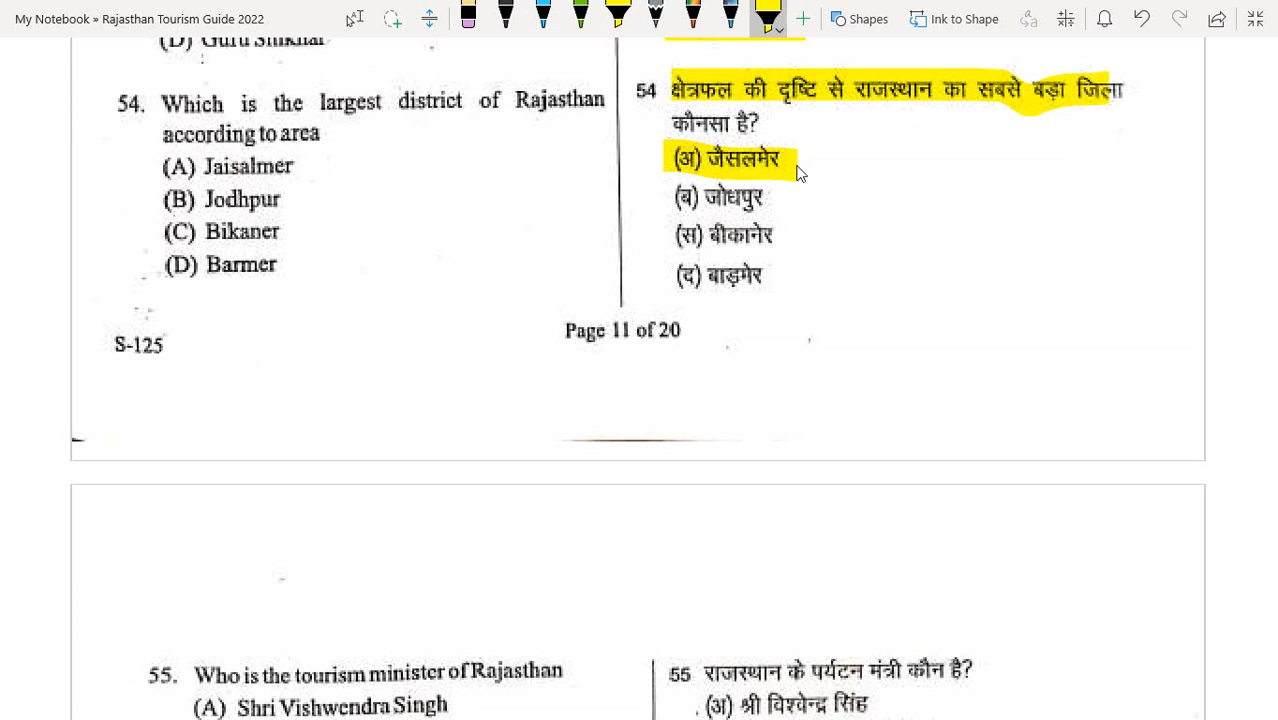 My Notebook » Rajasthan Tourism Guide 2022
Shapes
Ink to Shape
(D) Guru Shikhar
54. Which is the largest district of Rajasthan
according to area
(A) Jaisalmer
(B) Jodhpur
(C) Bikaner
(D) Barmer
54 क्षेत्रफल की दृष्टि से राजस्थान का सबसे बड़ा जिला
कौनसा है?
(अ) जैसलमेर
(ब) जोधपुर
(स) बीकानेर
(द) बाड़मेर
Page 11 of 20
S-125
55. Who is the tourism minister of Rajasthan
(A) Shri Vishwendra Singh
55 राजस्थान के पर्यटन मंत्री कौन है?
(अ) श्री विश्वेन्द्र सिंह